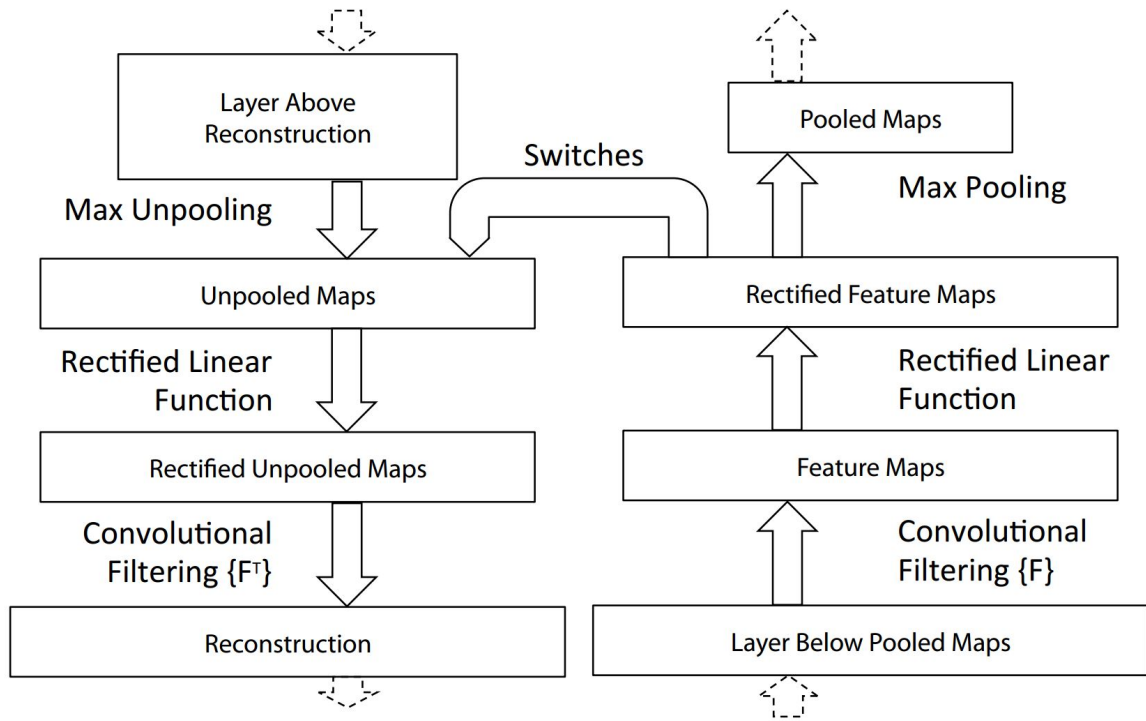 Layer Above
Reconstruction
Pooled Maps
Switches
Max Unpooling
Max Pooling
Unpooled Maps
Rectified Feature Maps
Rectified Linear
Function
Rectified Linear
Function
Rectified Unpooled Maps
Feature Maps
Convolutional
Filtering {Fᵀ}
Convolutional
Filtering {F}
Reconstruction
Layer Below Pooled Maps